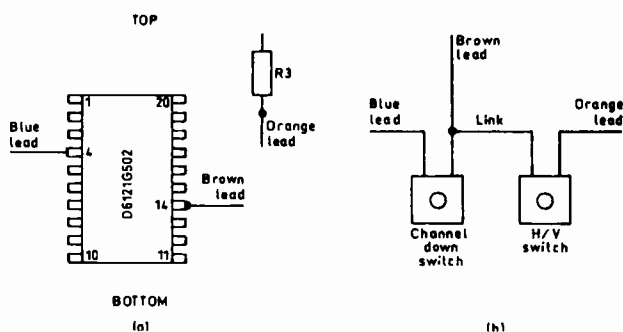 TOP
1
20
R3
Orange
lead
Blue
lead
4
D6121G502
14
Brown
lead
10
11
BOTTOM
(a)
Brown
lead
Blue
lead
Link
Orange
lead
Channel
down
switch
H/V
switch
(b)